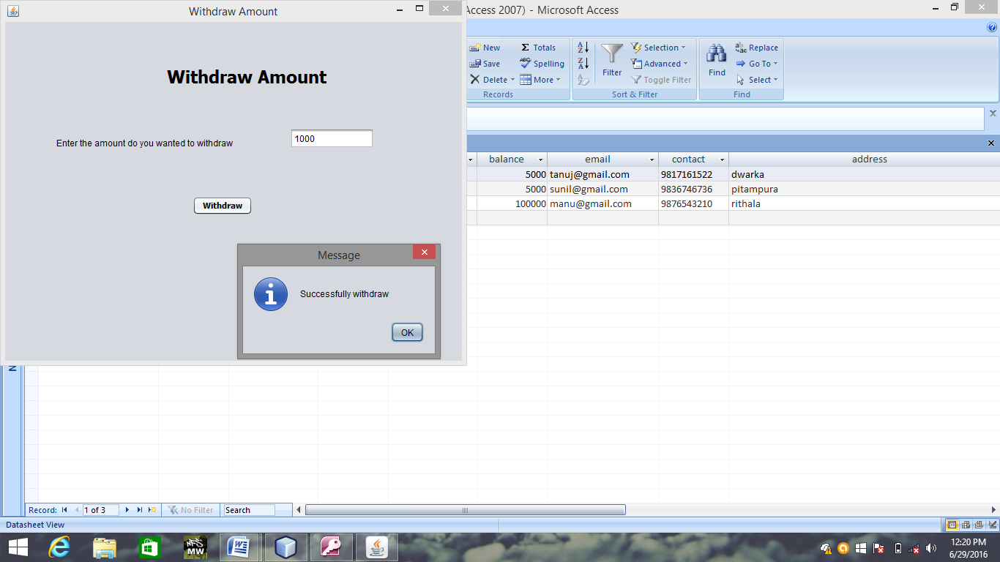 Withdraw Amount
Access 2007) - Microsoft Access
New
Totals
Save
Spelling
Delete
More
Records
Filter
Selection
Advanced
Toggle Filter
Sort & Filter
Find
Replace
Go To
Select
Find
Withdraw Amount
Enter the amount do you wanted to withdraw
1000
Withdraw
Message
Successfully withdraw
OK
balance email contact address
5000 tanuj@gmail.com 9817161522 dwarka
5000 sunil@gmail.com 9836746736 pitampura
100000 manu@gmail.com 9876543210 rithala
Record: 1 of 3 No Filter Search
Datasheet View
NFS
MW
12:20 PM
6/29/2016